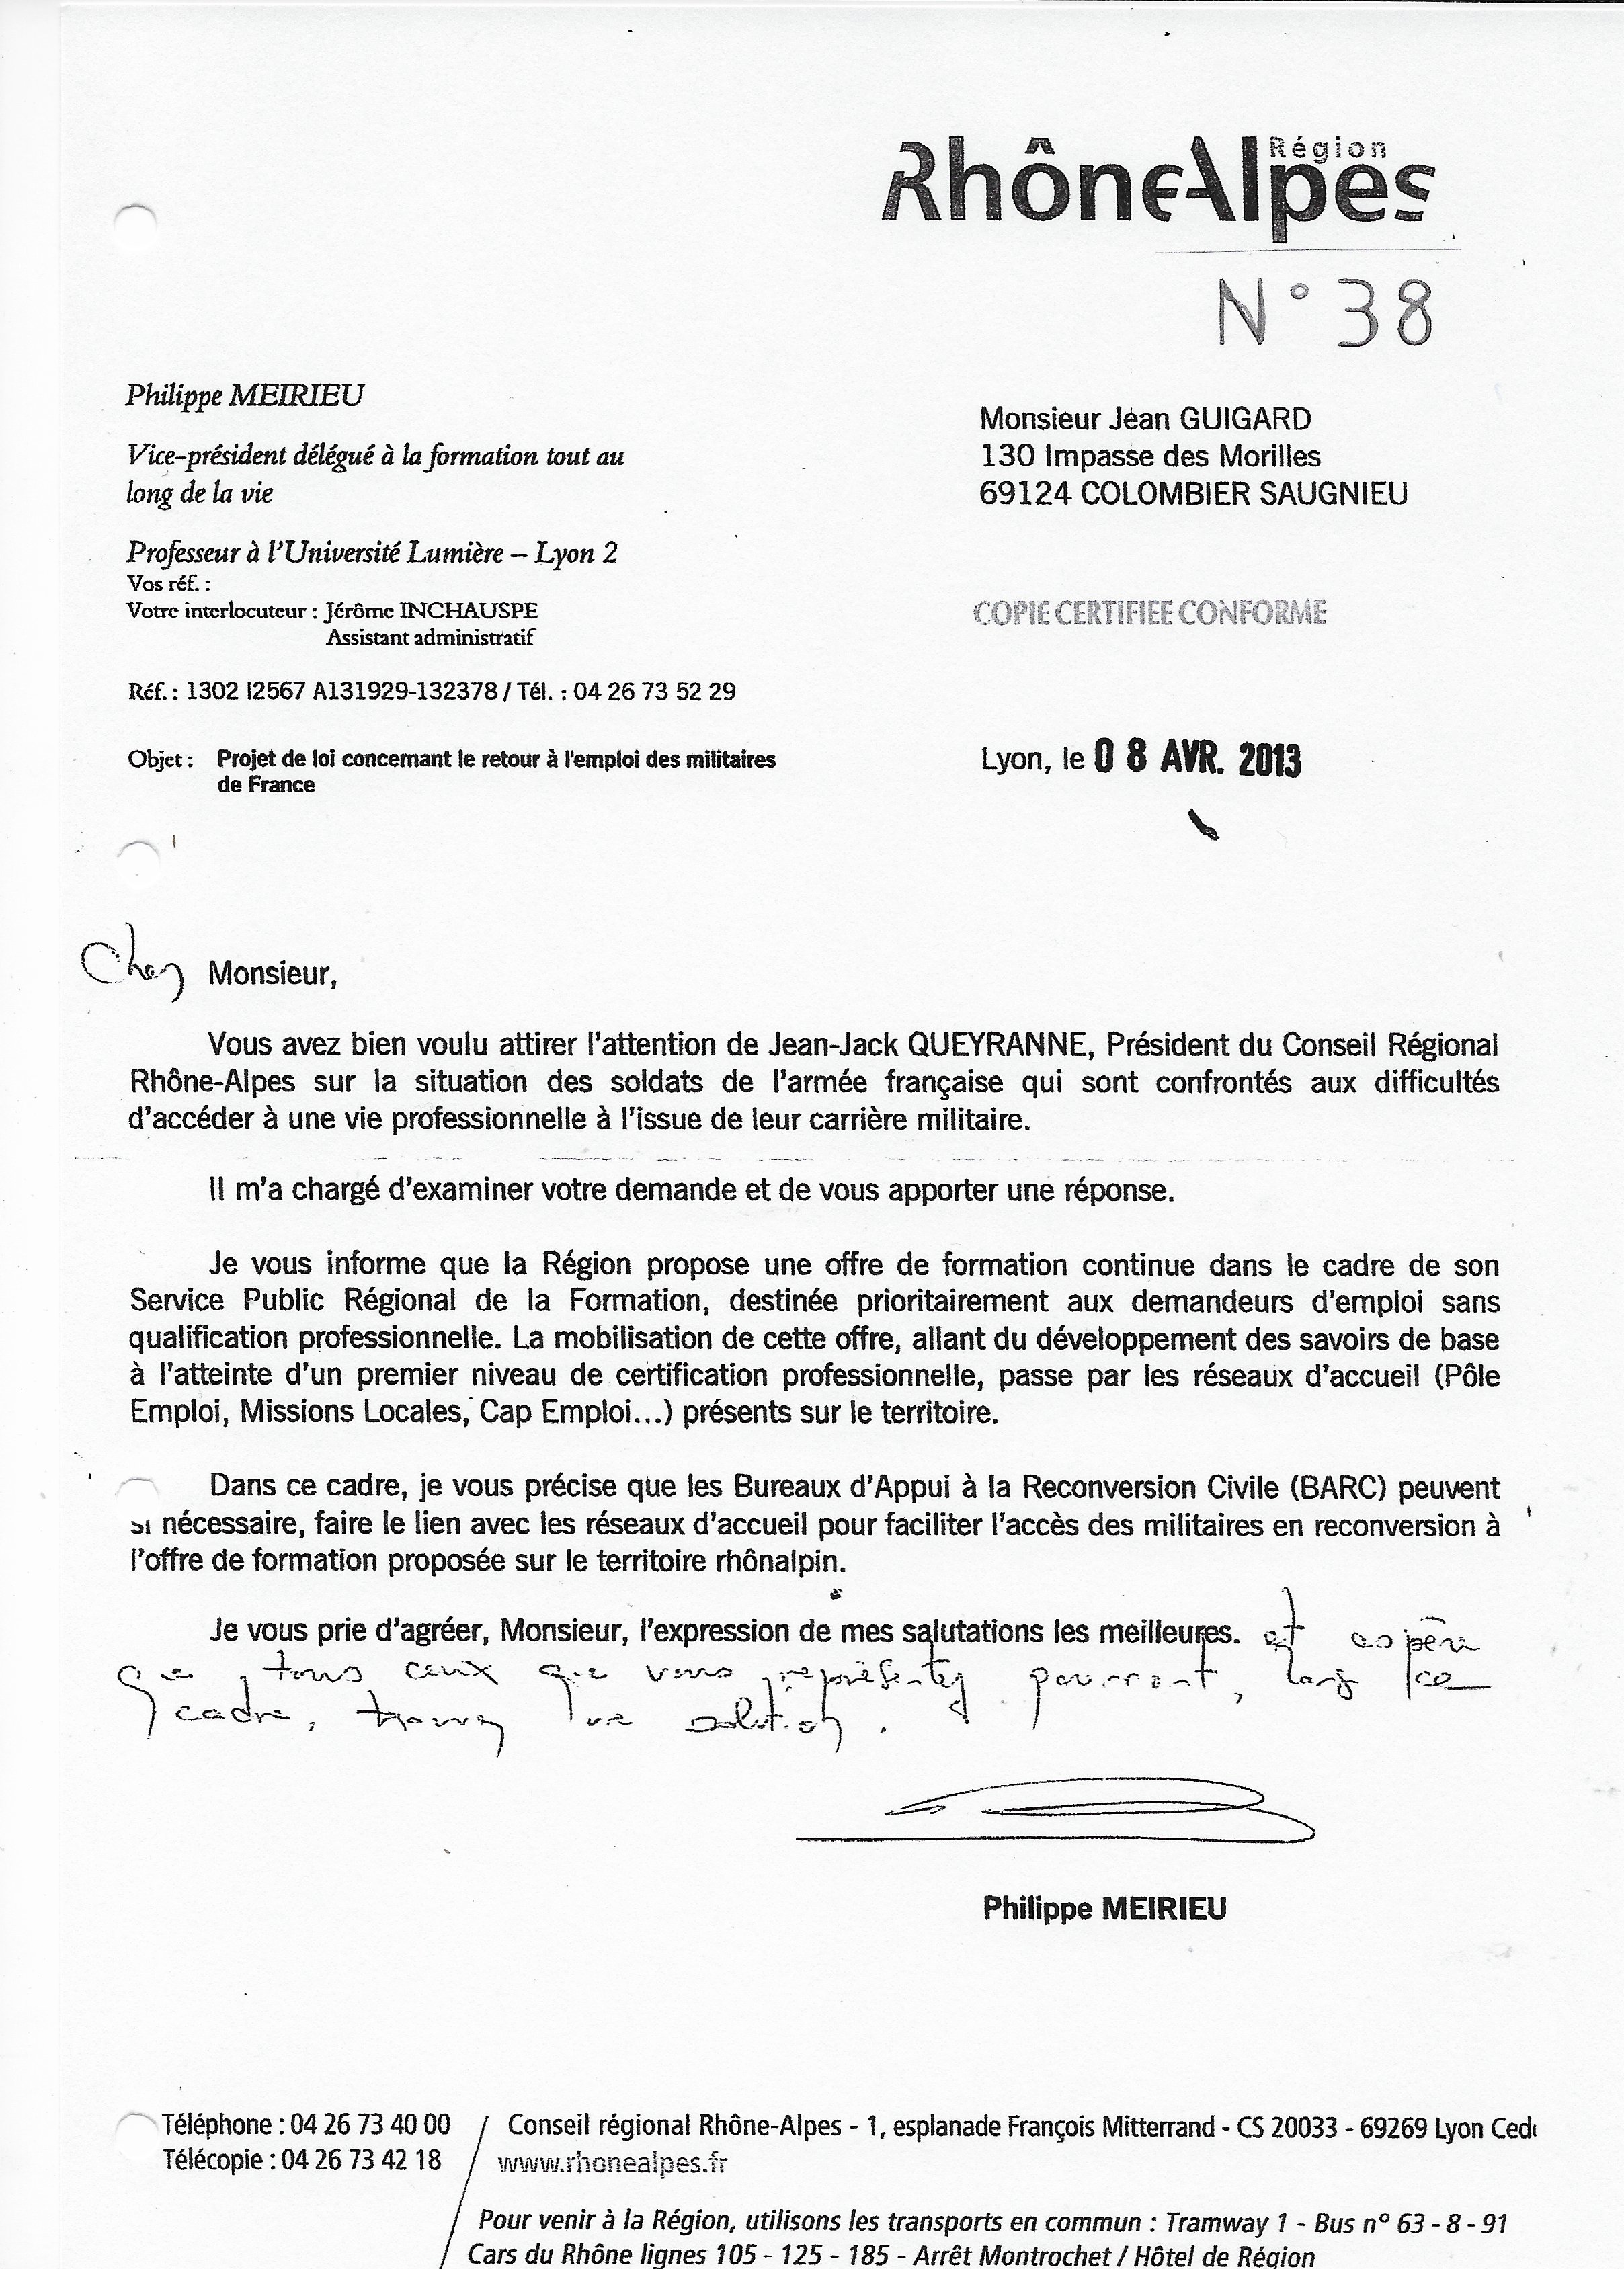 Région
RhôneAlpes
N° 38
Philippe MEIRIEU
Vice-président délégué à la formation tout au
long de la vie
Professeur à l'Université Lumière – Lyon 2
Vos réf. :
Votre interlocuteur : Jérôme INCHAUSPE
Assistant administratif
Réf. : 1302 I2567 A131929-132378 / Tél. : 04 26 73 52 29
Objet : Projet de loi concernant le retour à l'emploi des militaires
de France
Monsieur Jean GUIGARD
130 Impasse des Morilles
69124 COLOMBIER SAUGNIEU
COPIE CERTIFIEE CONFORME
Lyon, le 08 AVR. 2013
Cher Monsieur,
Vous avez bien voulu attirer l'attention de Jean-Jack QUEYRANNE, Président du Conseil Régional
Rhône-Alpes sur la situation des soldats de l'armée française qui sont confrontés aux difficultés
d'accéder à une vie professionnelle à l'issue de leur carrière militaire.
Il m'a chargé d'examiner votre demande et de vous apporter une réponse.
Je vous informe que la Région propose une offre de formation continue dans le cadre de son
Service Public Régional de la Formation, destinée prioritairement aux demandeurs d'emploi sans
qualification professionnelle. La mobilisation de cette offre, allant du développement des savoirs de base
à l'atteinte d'un premier niveau de certification professionnelle, passe par les réseaux d'accueil (Pôle
Emploi, Missions Locales, Cap Emploi...) présents sur le territoire.
Dans ce cadre, je vous précise que les Bureaux d'Appui à la Reconversion Civile (BARC) peuvent
si nécessaire, faire le lien avec les réseaux d'accueil pour faciliter l'accès des militaires en reconversion à
l'offre de formation proposée sur le territoire rhônalpin.
Je vous prie d'agréer, Monsieur, l'expression de mes salutations les meilleures. et espère
que tous ceux que vous représentez pourront, dans ce
cadre, trouver une solution.
Philippe MEIRIEU
Téléphone : 04 26 73 40 00 / Conseil régional Rhône-Alpes - 1, esplanade François Mitterrand - CS 20033 - 69269 Lyon Ced
Télécopie : 04 26 73 42 18 / www.rhonealpes.fr
Pour venir à la Région, utilisons les transports en commun : Tramway 1 - Bus n° 63 - 8 - 91
Cars du Rhône lignes 105 - 125 - 185 - Arrêt Montrochet / Hôtel de Région